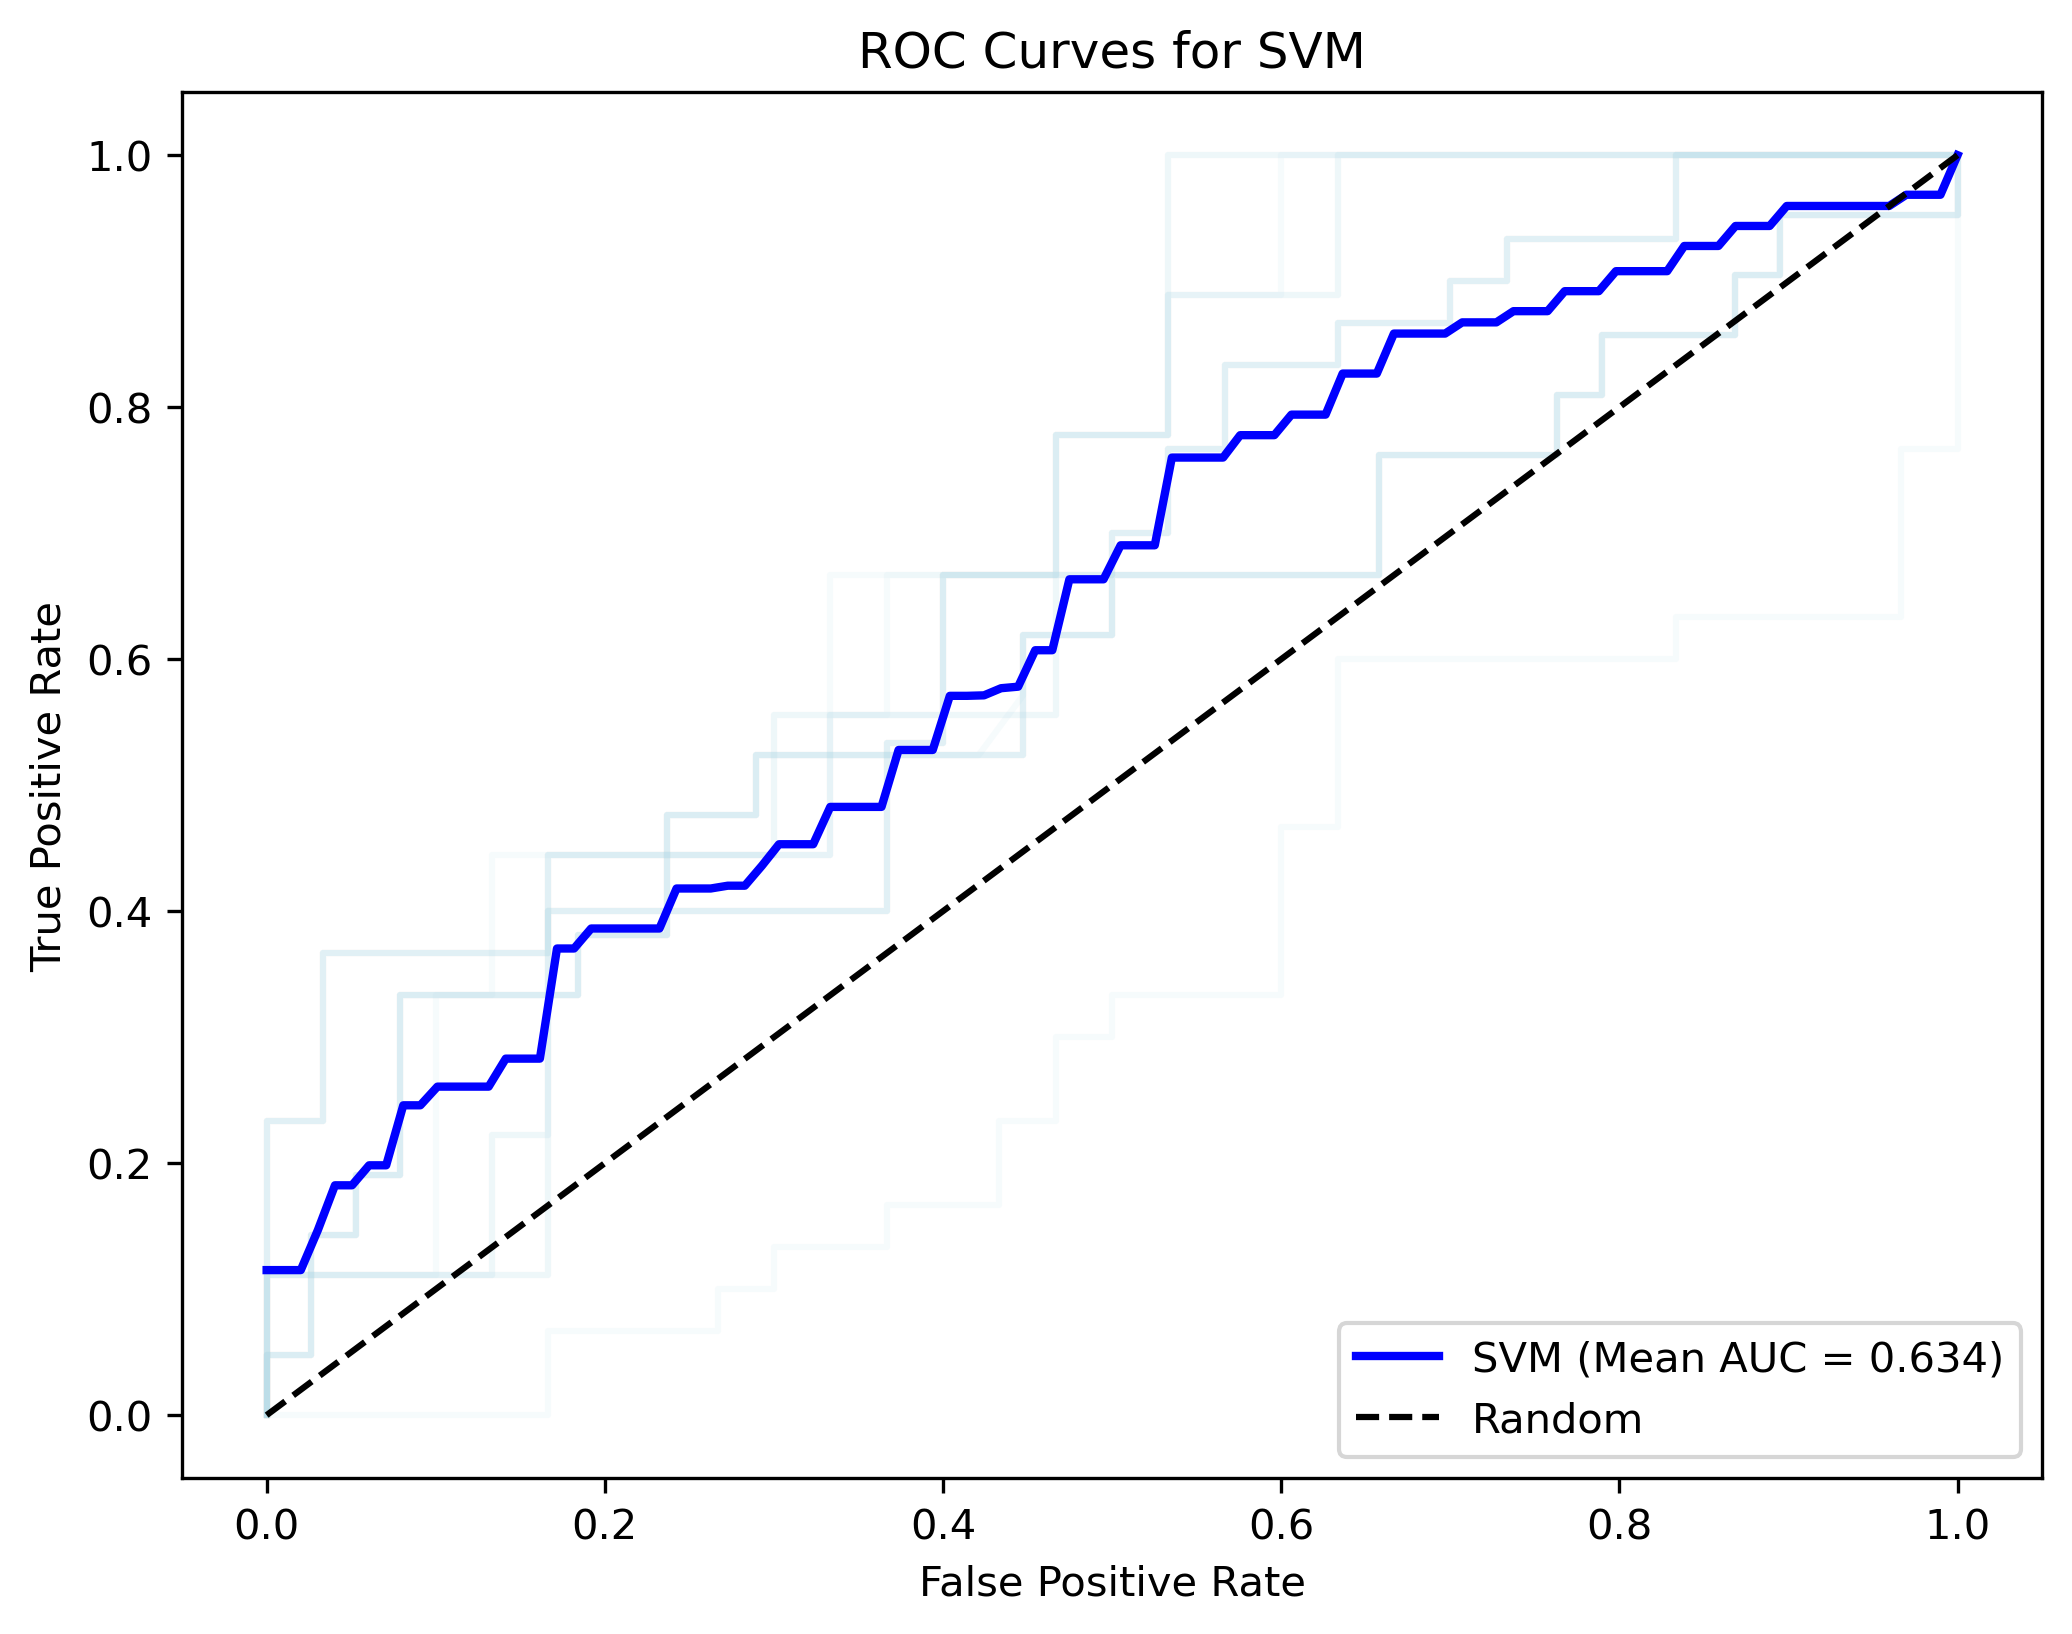 ROC Curves for SVM
1.0
0.8
0.6
0.4
0.2
0.0
True Positive Rate
SVM (Mean AUC = 0.634)
Random
0.0 0.2 0.4 0.6 0.8 1.0
False Positive Rate